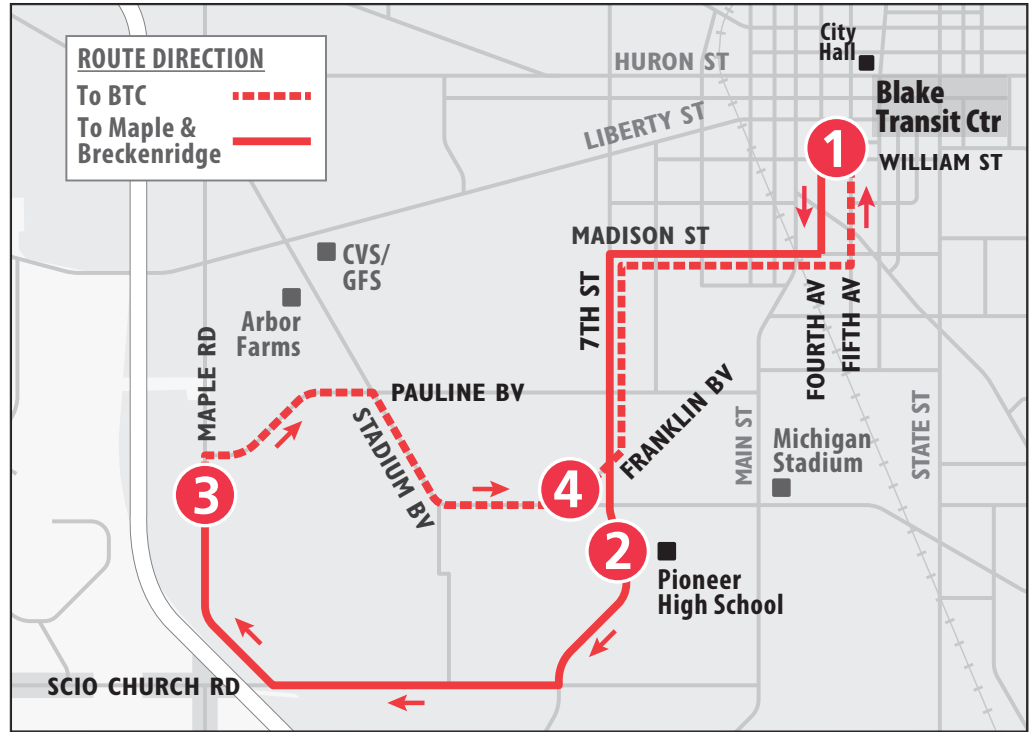 ROUTE DIRECTION
To BTC
To Maple &
Breckenridge
City
Hall
HURON ST
Blake
Transit Ctr
LIBERTY ST
1
WILLIAM ST
MADISON ST
CVS/
GFS
7TH ST
Arbor
Farms
FOURTH AV
FIFTH AV
MAPLE RD
PAULINE BV
FRANKLIN BV
STADIUM BV
MAIN ST
STATE ST
Michigan
Stadium
3
4
2
Pioneer
High School
SCIO CHURCH RD